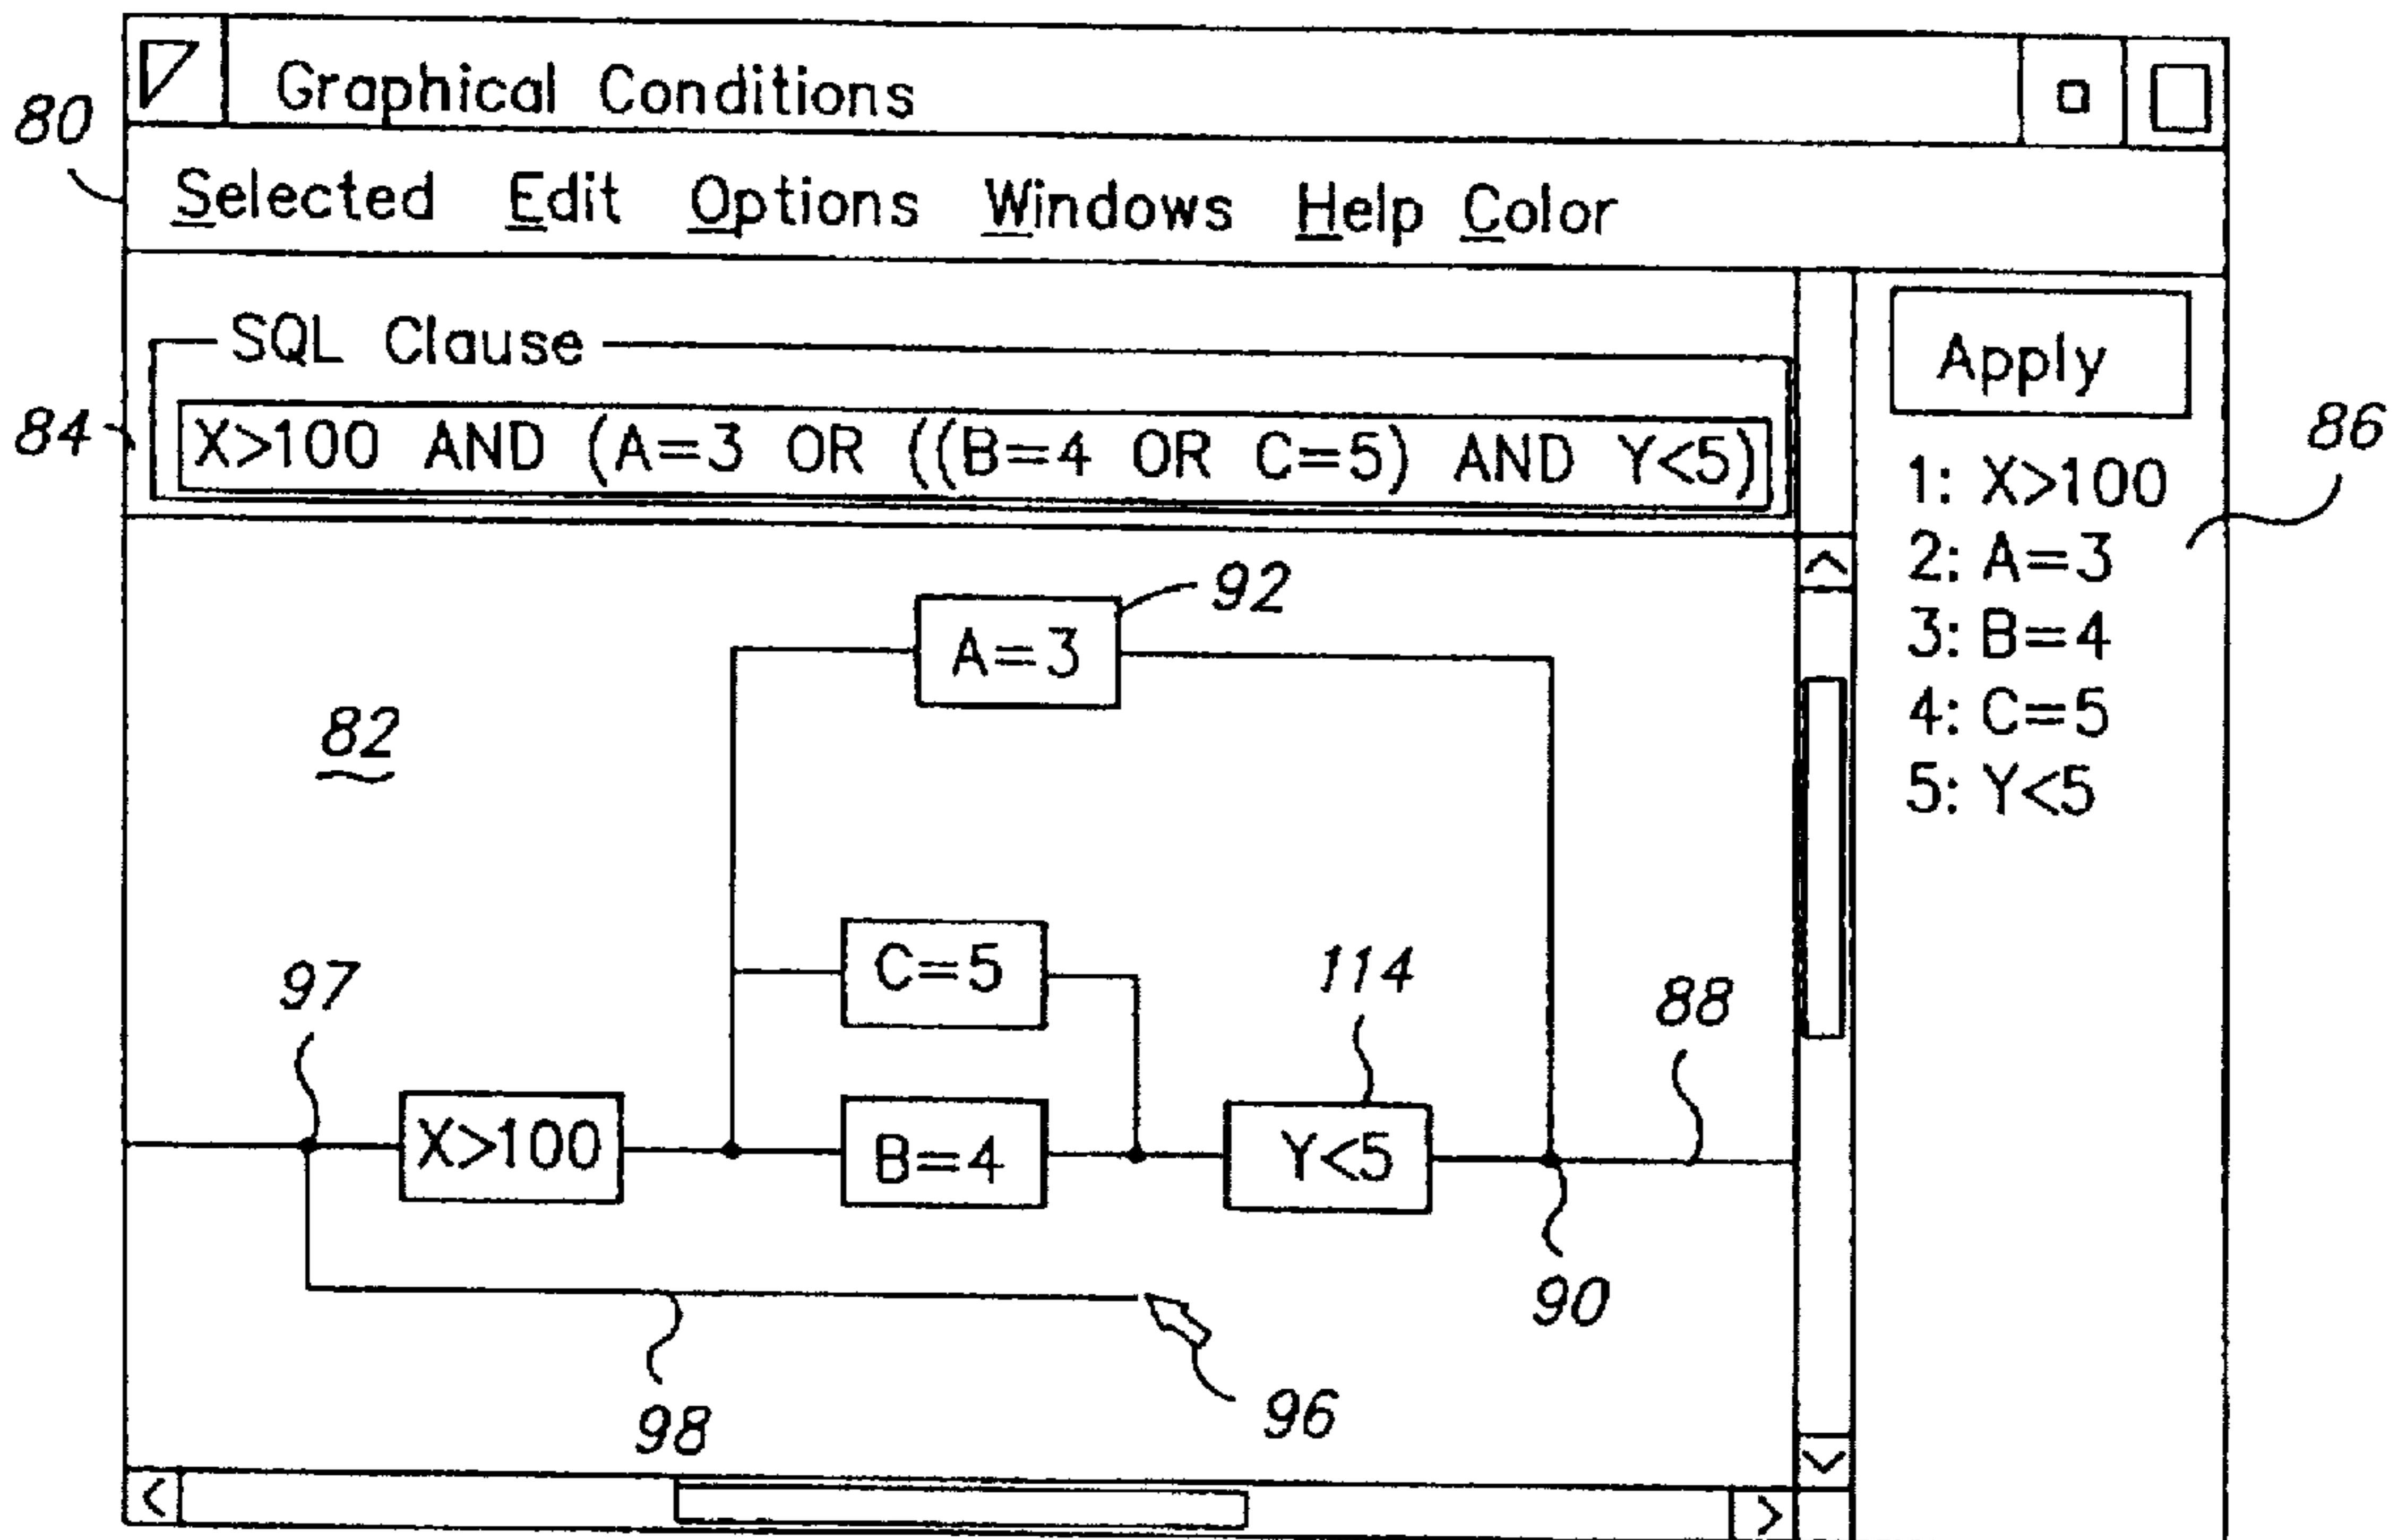 Graphical Conditions
80
Selected Edit Options Windows Help Color
SQL Clause
Apply
84
X>100 AND (A=3 OR ((B=4 OR C=5) AND Y<5)
86
1: X>100
2: A=3
3: B=4
4: C=5
5: Y<5
92
A=3
82
97
C=5
114
88
X>100
B=4
Y<5
90
98
96